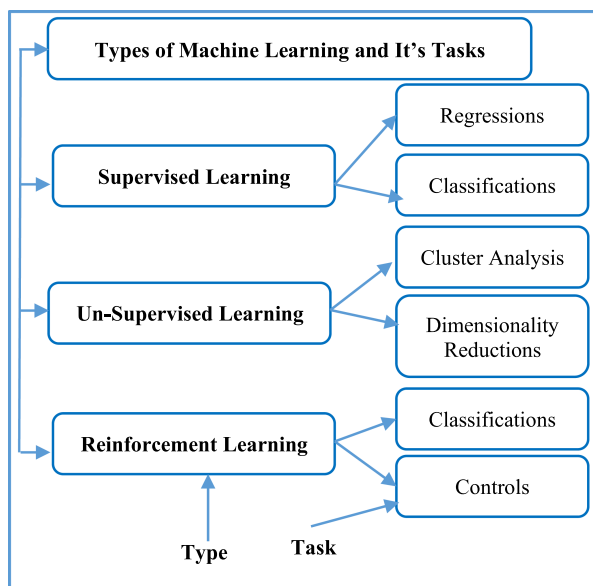 Types of Machine Learning and It's Tasks
Regressions
Supervised Learning
Classifications
Cluster Analysis
Un-Supervised Learning
Dimensionality
Reductions
Classifications
Reinforcement Learning
Controls
Type
Task